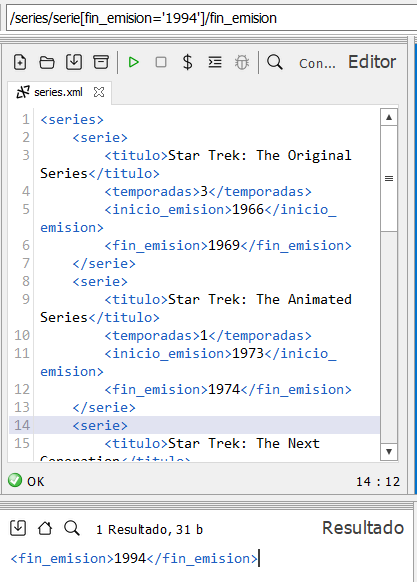 /series/serie[fin_emision='1994']/fin_emision
Con... Editor
series.xml
1 <series>
2 <serie>
3 <titulo>Star Trek: The Original
Series</titulo>
4 <temporadas>3</temporadas>
5 <inicio_emision>1966</inicio_
emision>
6 <fin_emision>1969</fin_emision>
7 </serie>
8 <serie>
9 <titulo>Star Trek: The Animated
Series</titulo>
10 <temporadas>1</temporadas>
11 <inicio_emision>1973</inicio_
emision>
12 <fin_emision>1974</fin_emision>
13 </serie>
14 <serie>
15 <titulo>Star Trek: The Next
Generation</titulo>
OK 14 : 12
1 Resultado, 31 b Resultado
<fin_emision>1994</fin_emision>